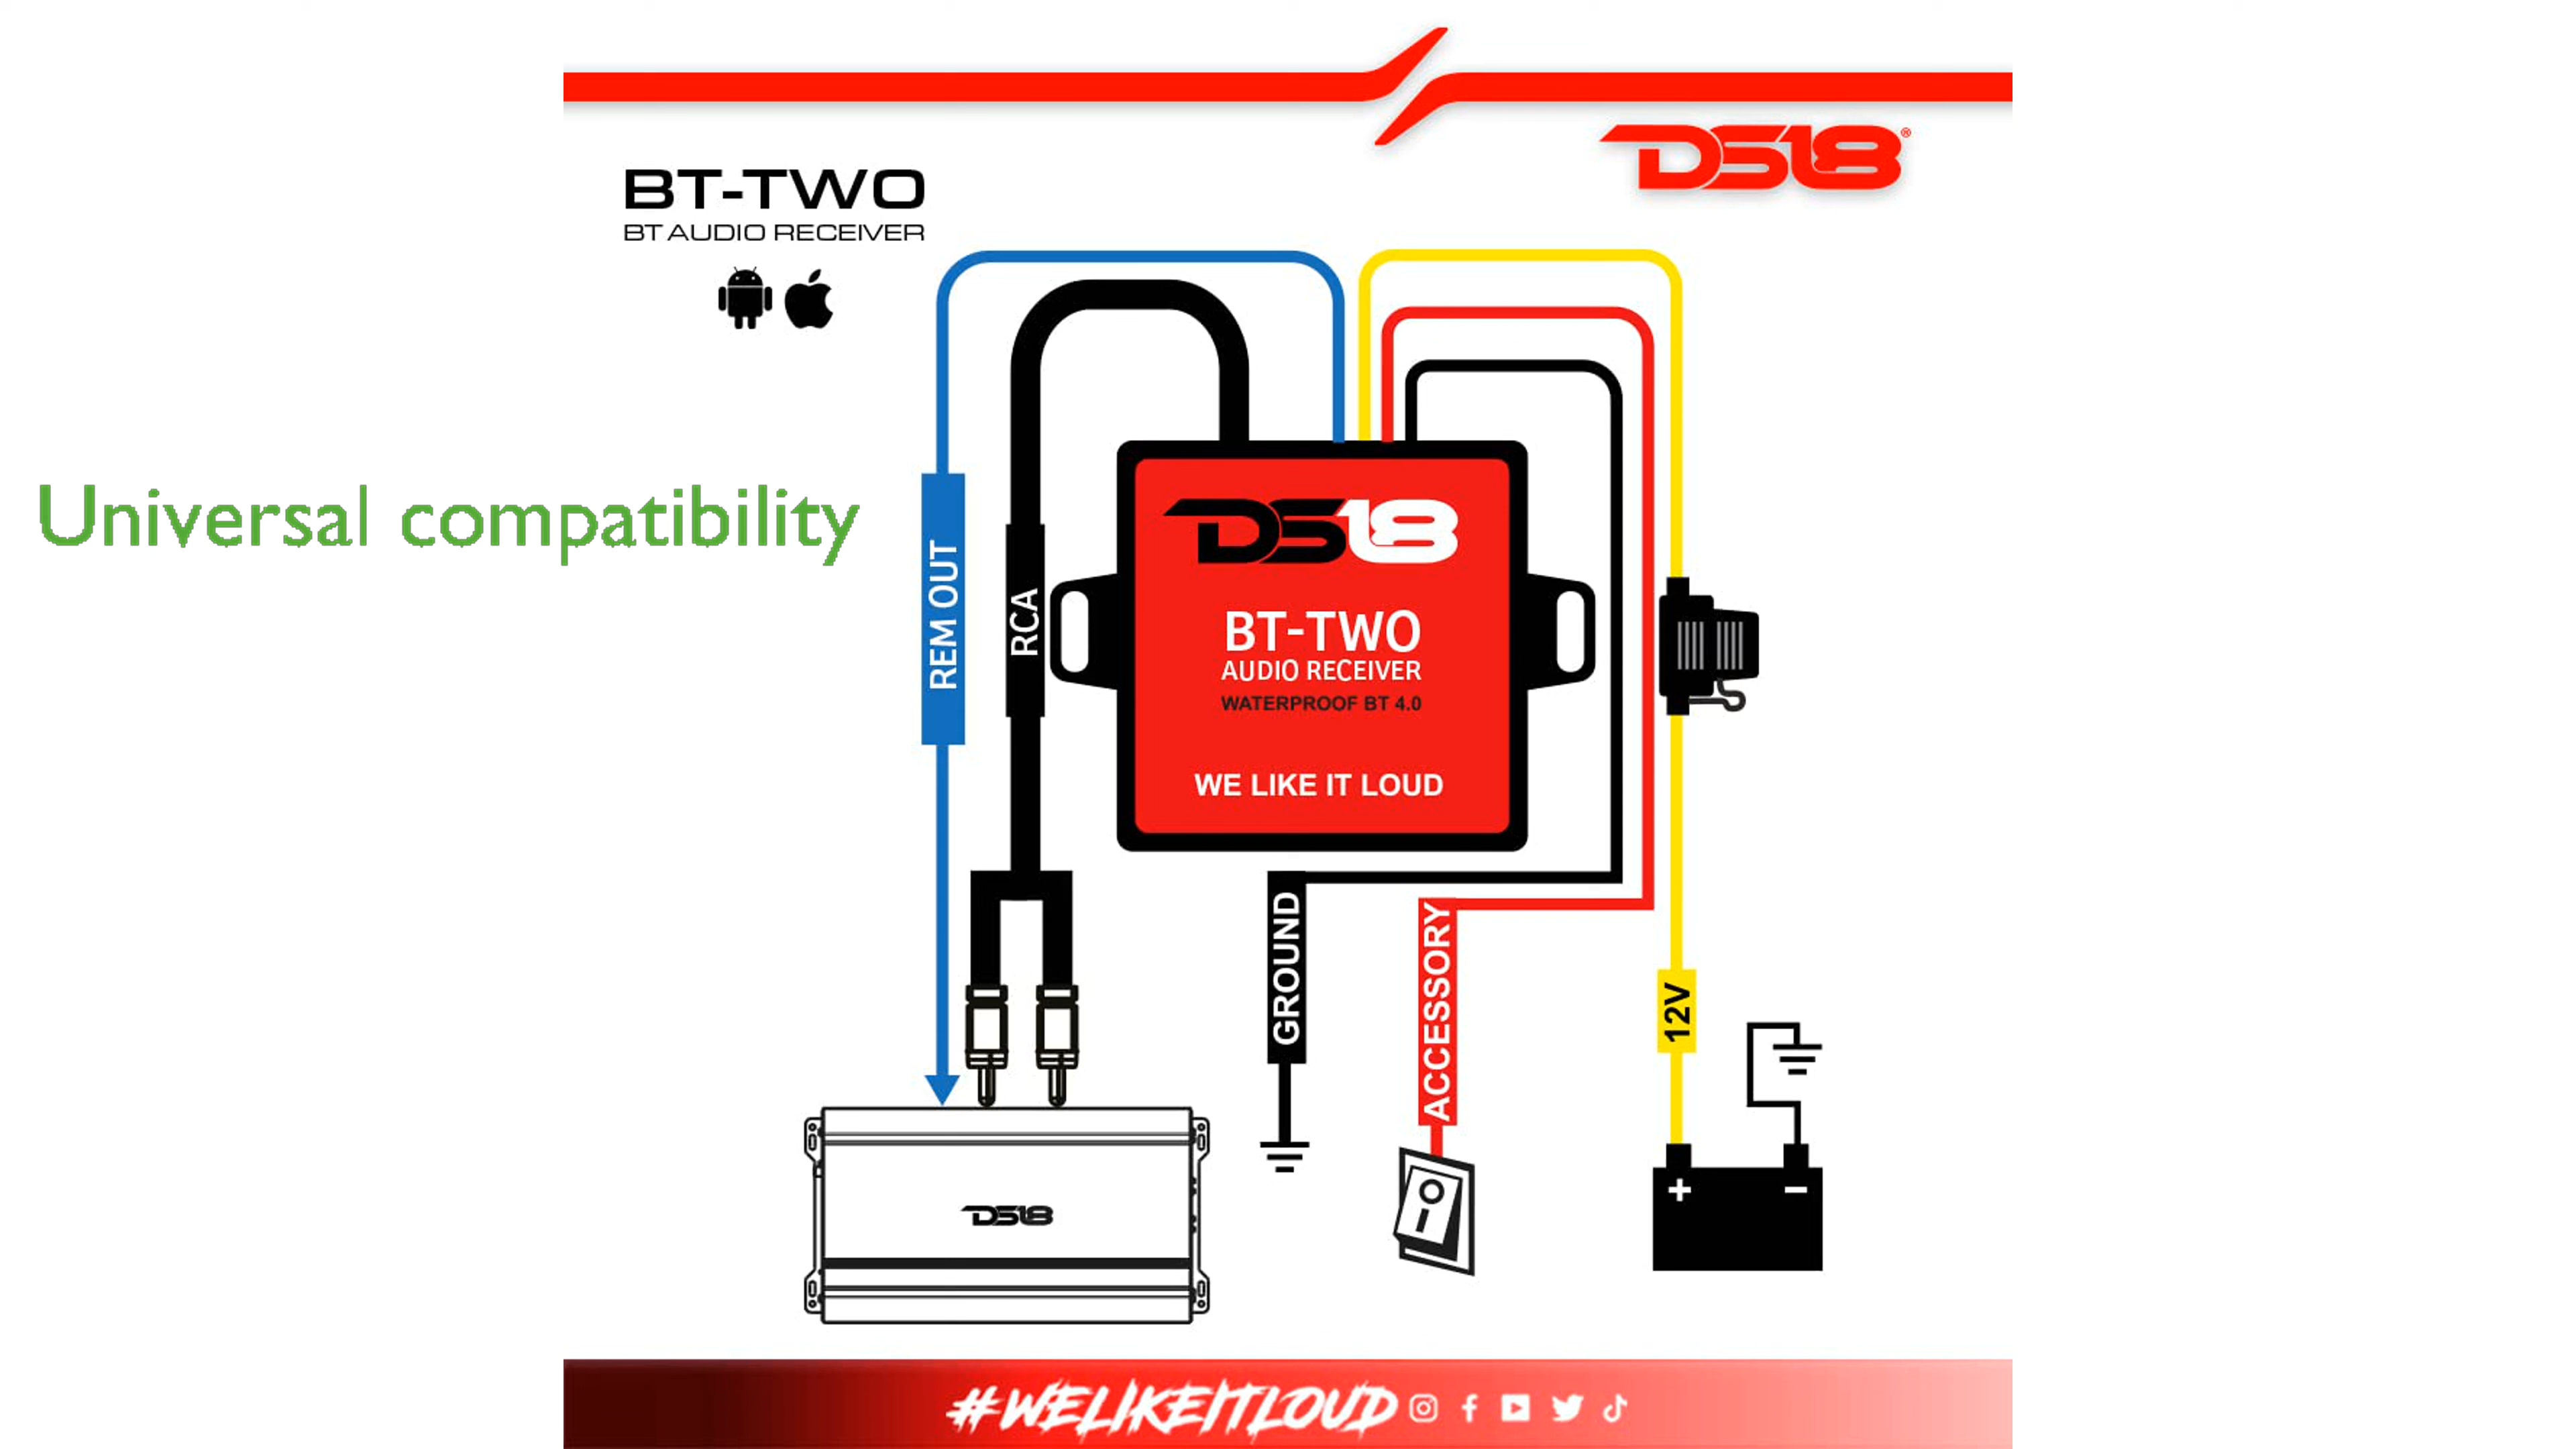 DS18®
BT-TWO
BT AUDIO RECEIVER
Universal compatibility
REM OUT
RCA
DS18
BT-TWO
AUDIO RECEIVER
WATERPROOF BT 4.0
WE LIKE IT LOUD
GROUND
ACCESSORY
12V
+ −
DS18
#WELIKEITLOUD